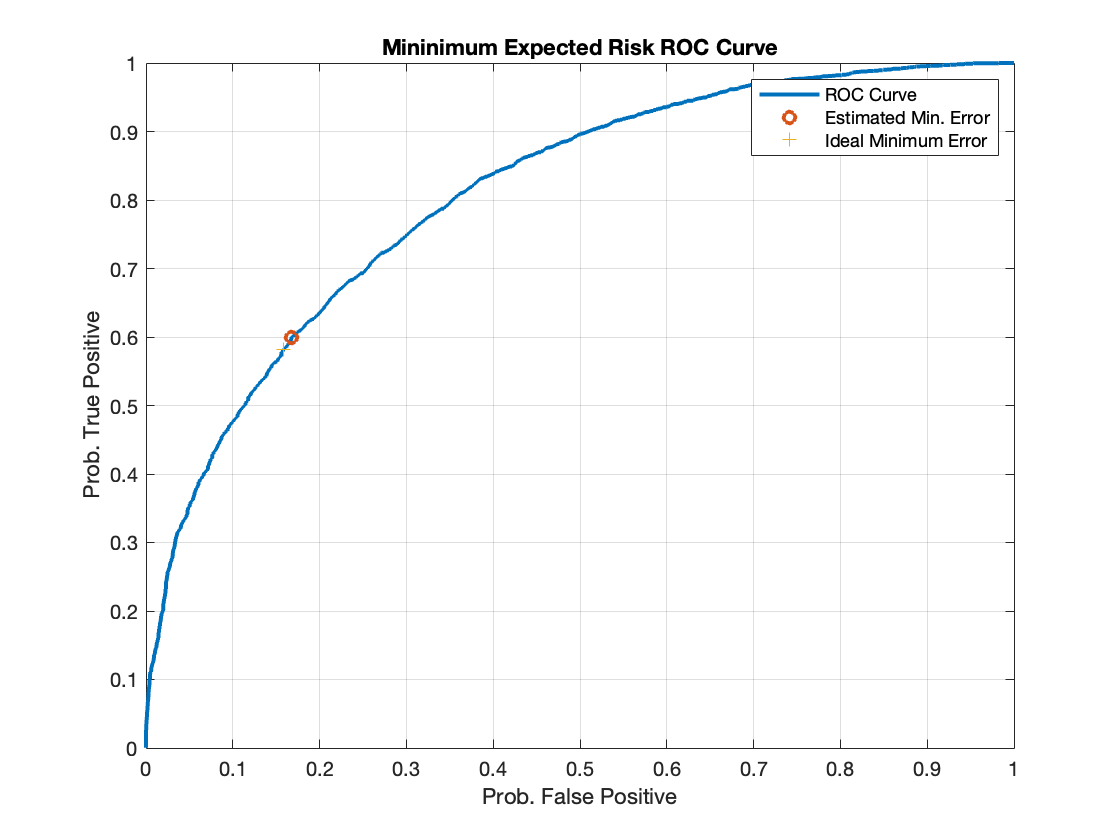 Mininimum Expected Risk ROC Curve
ROC Curve
Estimated Min. Error
Ideal Minimum Error
Prob. True Positive
1
0.9
0.8
0.7
0.6
0.5
0.4
0.3
0.2
0.1
0
0 0.1 0.2 0.3 0.4 0.5 0.6 0.7 0.8 0.9 1
Prob. False Positive